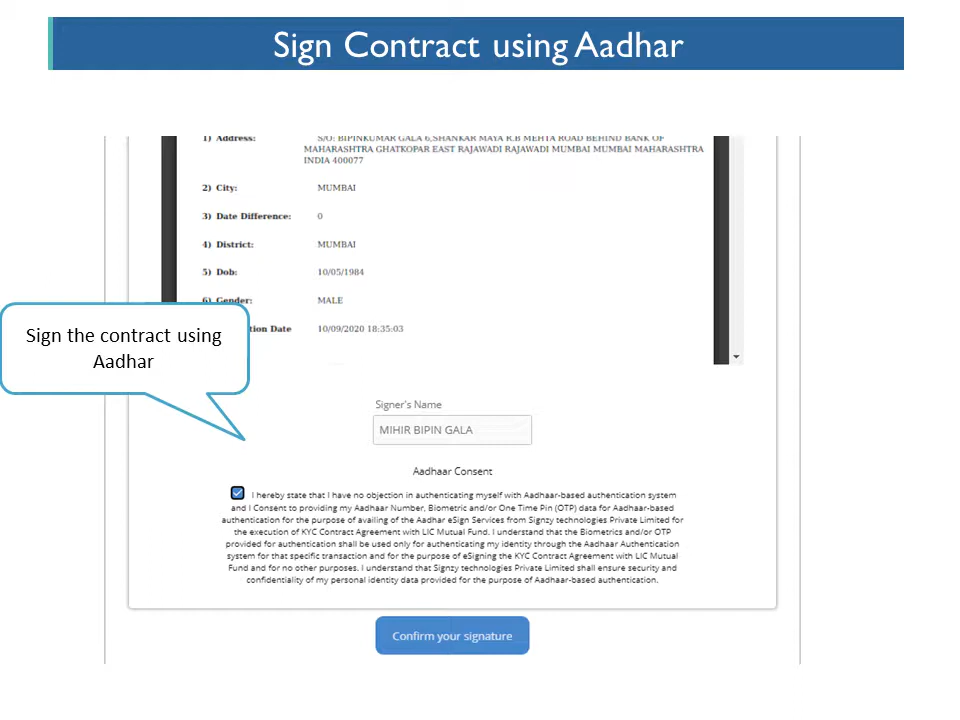 Sign Contract using Aadhar
1) Address: S/O: BIPINKUMAR GALA 6,SHANKAR MAYA R.B MEHTA ROAD BEHIND BANK OF
MAHARASHTRA GHATKOPAR EAST RAJAWADI RAJAWADI MUMBAI MUMBAI MAHARASHTRA
INDIA 400077
2) City: MUMBAI
3) Date Difference: 0
4) District: MUMBAI
5) Dob: 10/05/1984
6) Gender: MALE
tion Date 10/09/2020 18:35:03
Sign the contract using
Aadhar
Signer's Name
MIHIR BIPIN GALA
Aadhaar Consent
I hereby state that I have no objection in authenticating myself with Aadhaar-based authentication system
and I Consent to providing my Aadhaar Number, Biometric and/or One Time Pin (OTP) data for Aadhaar-based
authentication for the purpose of availing of the Aadhar eSign Services from Signzy technologies Private Limited for
the execution of KYC Contract Agreement with LIC Mutual Fund. I understand that the Biometrics and/or OTP
provided for authentication shall be used only for authenticating my identity through the Aadhaar Authentication
system for that specific transaction and for the purpose of eSigning the KYC Contract Agreement with LIC Mutual
Fund and for no other purposes. I understand that Signzy technologies Private Limited shall ensure security and
confidentiality of my personal identity data provided for the purpose of Aadhaar-based authentication.
Confirm your signature